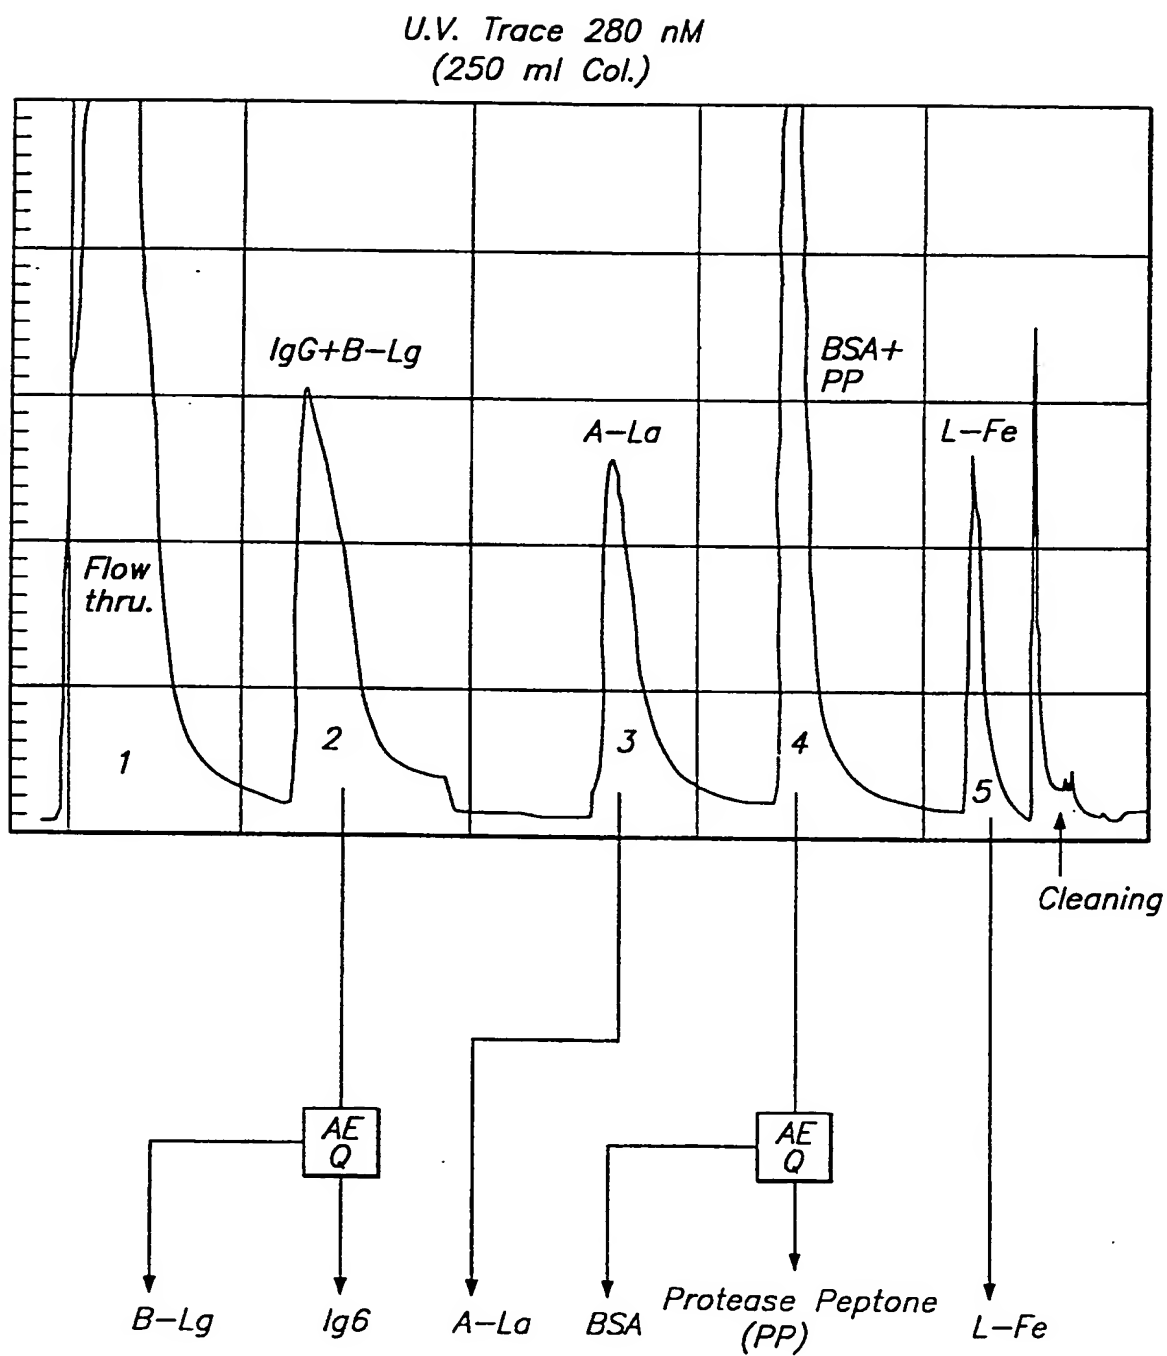 U.V. Trace 280 nM
(250 ml Col.)
IgG+B-Lg
BSA+
PP
A-La
L-Fe
Flow
thru.
1
2
3
4
5
Cleaning
AE
Q
AE
Q
B-Lg
Ig6
A-La
BSA
Protease Peptone
(PP)
L-Fe